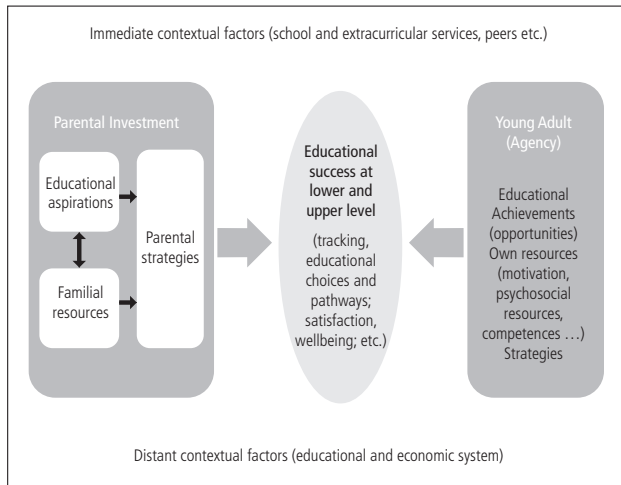 Immediate contextual factors (school and extracurricular services, peers etc.)
Parental Investment
Educational
aspirations
Familial
resources
Parental
strategies
Educational
success at
lower and
upper level
(tracking,
educational
choices and
pathways;
satisfaction,
wellbeing; etc.)
Young Adult
(Agency)
Educational
Achievements
(opportunities)
Own resources
(motivation,
psychosocial
resources,
competences …)
Strategies
Distant contextual factors (educational and economic system)